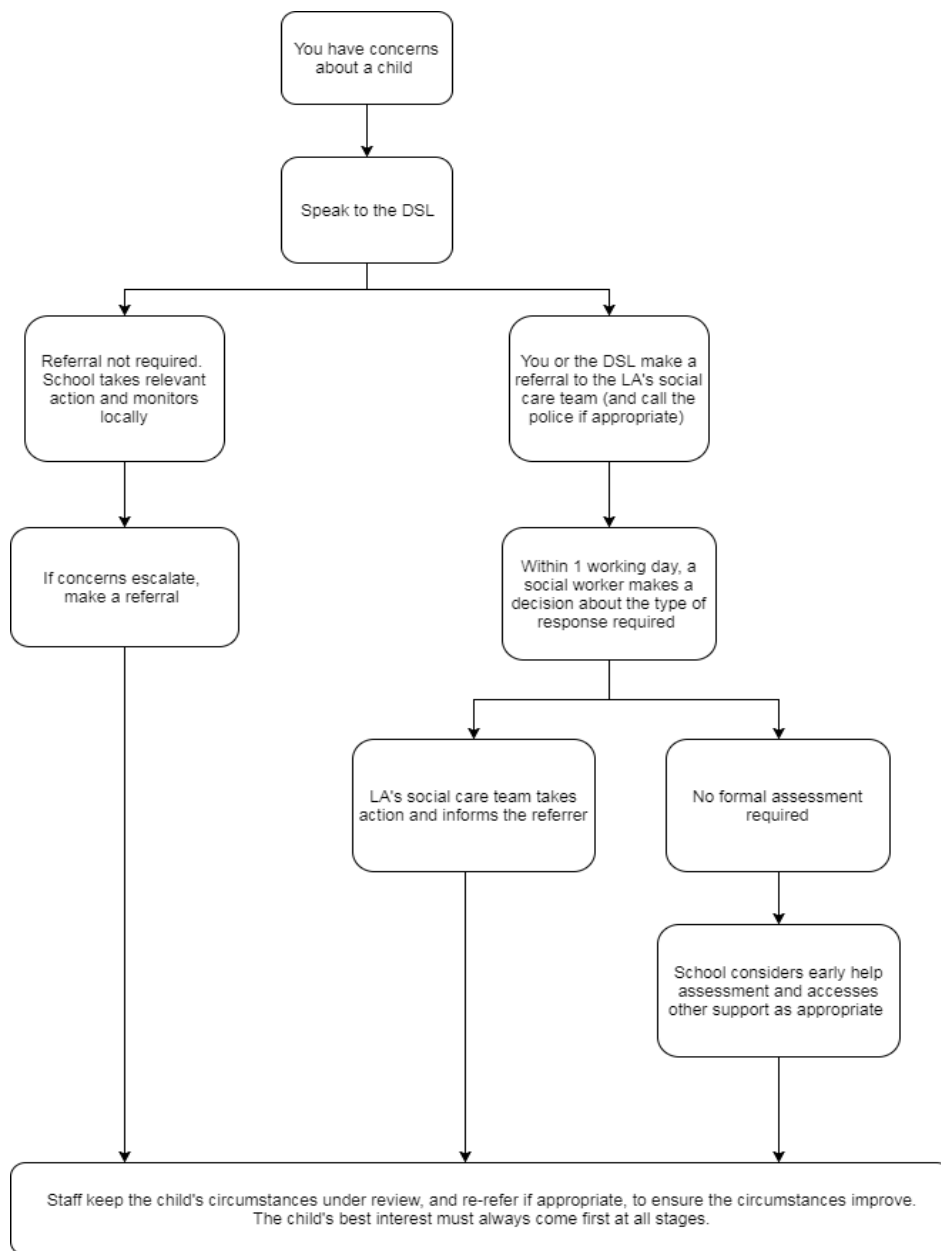 You have concerns
about a child
Speak to the DSL
Referral not required.
School takes relevant
action and monitors
locally
You or the DSL make a
referral to the LA's social
care team (and call the
police if appropriate)
If concerns escalate,
make a referral
Within 1 working day, a
social worker makes a
decision about the type of
response required
LA's social care team takes
action and informs the referrer
No formal assessment
required
School considers early help
assessment and accesses
other support as appropriate
Staff keep the child's circumstances under review, and re-refer if appropriate, to ensure the circumstances improve.
The child's best interest must always come first at all stages.